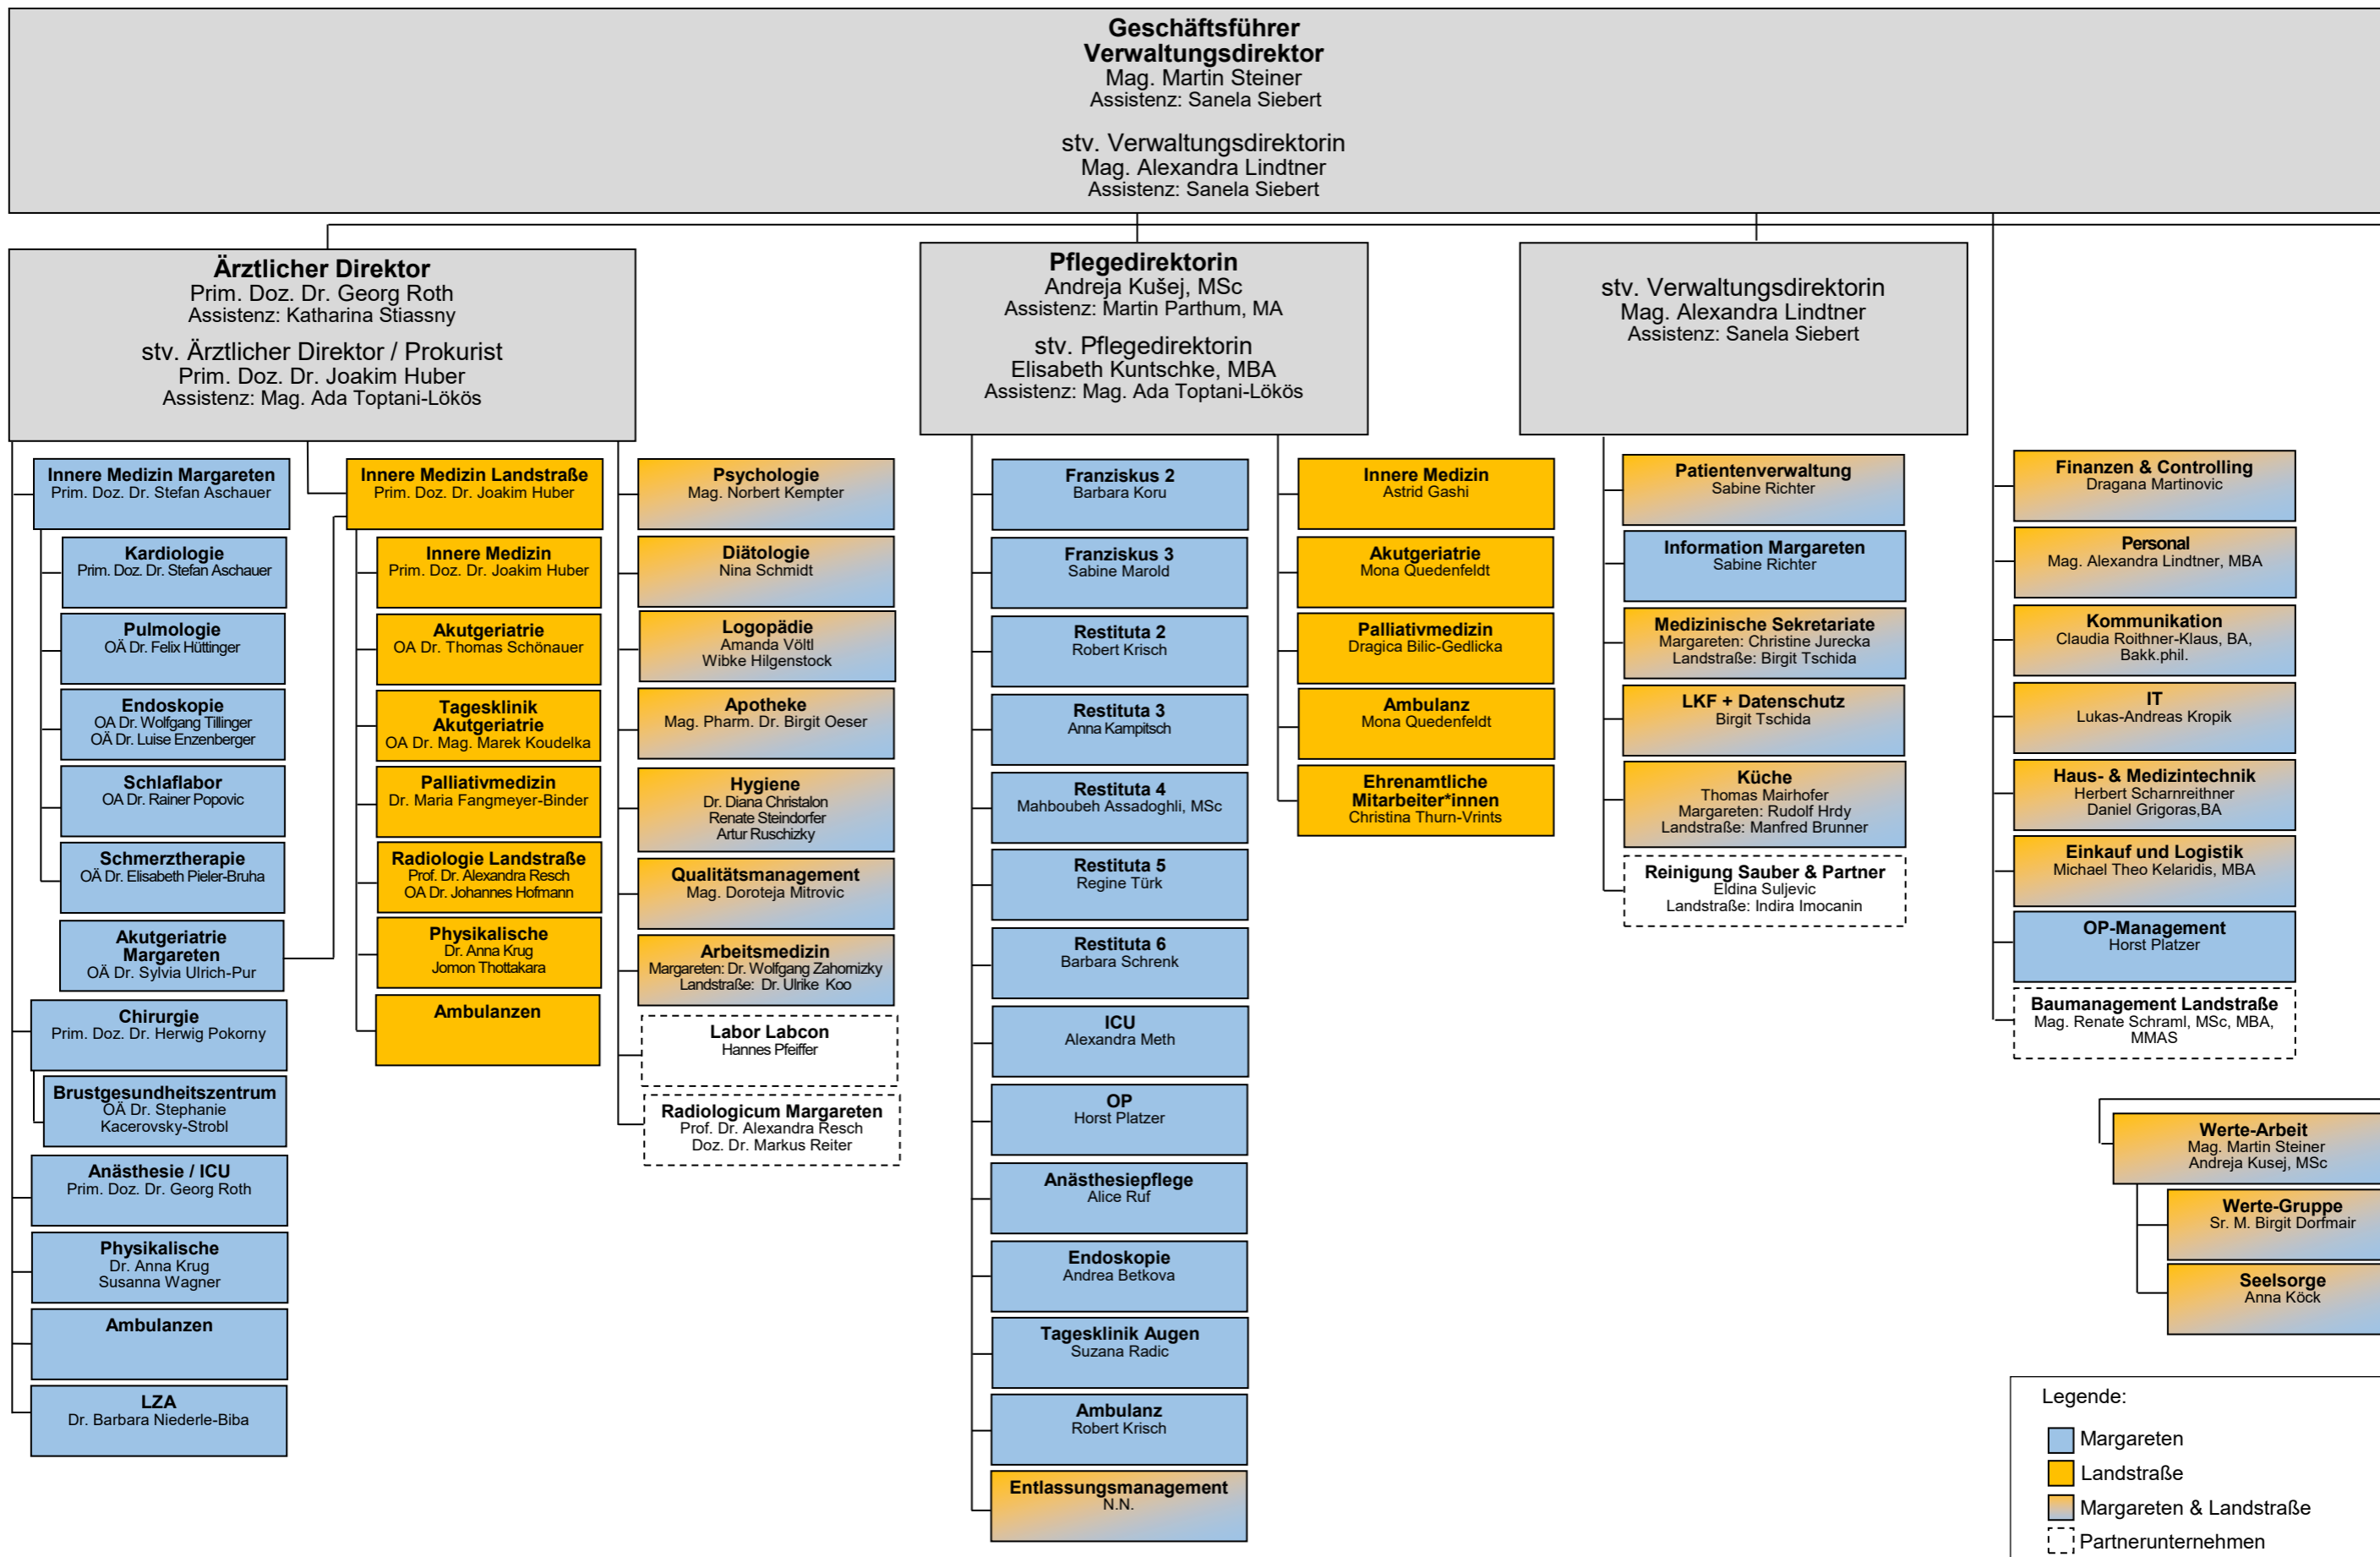 Geschäftsführer
Verwaltungsdirektor
Mag. Martin Steiner
Assistenz: Sanela Siebert
stv. Verwaltungsdirektorin
Mag. Alexandra Lindtner
Assistenz: Sanela Siebert
Ärztlicher Direktor
Prim. Doz. Dr. Georg Roth
Assistenz: Katharina Stiassny
stv. Ärztlicher Direktor / Prokurist
Prim. Doz. Dr. Joakim Huber
Assistenz: Mag. Ada Toptani-Lökös
Pflegedirektorin
Andreja Kušej, MSc
Assistenz: Martin Parthum, MA
stv. Pflegedirektorin
Elisabeth Kuntschke, MBA
Assistenz: Mag. Ada Toptani-Lökös
stv. Verwaltungsdirektorin
Mag. Alexandra Lindtner
Assistenz: Sanela Siebert
Innere Medizin Margareten
Prim. Doz. Dr. Stefan Aschauer
Kardiologie
Prim. Doz. Dr. Stefan Aschauer
Pulmologie
OÄ Dr. Felix Hüttinger
Endoskopie
OA Dr. Wolfgang Tillinger
OÄ Dr. Luise Enzenberger
Schlaflabor
OA Dr. Rainer Popovic
Schmerztherapie
OÄ Dr. Elisabeth Pieler-Bruha
Akutgeriatrie
Margareten
OÄ Dr. Sylvia Ulrich-Pur
Chirurgie
Prim. Doz. Dr. Herwig Pokorny
Brustgesundheitszentrum
OÄ Dr. Stephanie
Kacerovsky-Strobl
Anästhesie / ICU
Prim. Doz. Dr. Georg Roth
Physikalische
Dr. Anna Krug
Susanna Wagner
Ambulanzen
LZA
Dr. Barbara Niederle-Biba
Innere Medizin Landstraße
Prim. Doz. Dr. Joakim Huber
Innere Medizin
Prim. Doz. Dr. Joakim Huber
Akutgeriatrie
OA Dr. Thomas Schönauer
Tagesklinik
Akutgeriatrie
OA Dr. Mag. Marek Koudelka
Palliativmedizin
Dr. Maria Fangmeyer-Binder
Radiologie Landstraße
Prof. Dr. Alexandra Resch
OA Dr. Johannes Hofmann
Physikalische
Dr. Anna Krug
Jomon Thottakara
Ambulanzen
Psychologie
Mag. Norbert Kempter
Diätologie
Nina Schmidt
Logopädie
Amanda Völtl
Wibke Hilgenstock
Apotheke
Mag. Pharm. Dr. Birgit Oeser
Hygiene
Dr. Diana Christalon
Renate Steindorfer
Artur Ruschizky
Qualitätsmanagement
Mag. Doroteja Mitrovic
Arbeitsmedizin
Margareten: Dr. Wolfgang Zahornizky
Landstraße: Dr. Ulrike Koo
Labor Labcon
Hannes Pfeiffer
Radiologicum Margareten
Prof. Dr. Alexandra Resch
Doz. Dr. Markus Reiter
Franziskus 2
Barbara Koru
Franziskus 3
Sabine Marold
Restituta 2
Robert Krisch
Restituta 3
Anna Kampitsch
Restituta 4
Mahboubeh Assadoghli, MSc
Restituta 5
Regine Türk
Restituta 6
Barbara Schrenk
ICU
Alexandra Meth
OP
Horst Platzer
Anästhesiepflege
Alice Ruf
Endoskopie
Andrea Betkova
Tagesklinik Augen
Suzana Radic
Ambulanz
Robert Krisch
Entlassungsmanagement
N.N.
Innere Medizin
Astrid Gashi
Akutgeriatrie
Mona Quedenfeldt
Palliativmedizin
Dragica Bilic-Gedlicka
Ambulanz
Mona Quedenfeldt
Ehrenamtliche
Mitarbeiter*innen
Christina Thurn-Vrints
Patientenverwaltung
Sabine Richter
Information Margareten
Sabine Richter
Medizinische Sekretariate
Margareten: Christine Jurecka
Landstraße: Birgit Tschida
LKF + Datenschutz
Birgit Tschida
Küche
Thomas Mairhofer
Margareten: Rudolf Hrdy
Landstraße: Manfred Brunner
Reinigung Sauber & Partner
Eldina Suljevic
Landstraße: Indira Imocanin
Finanzen & Controlling
Dragana Martinovic
Personal
Mag. Alexandra Lindtner, MBA
Kommunikation
Claudia Roithner-Klaus, BA,
Bakk.phil.
IT
Lukas-Andreas Kropik
Haus- & Medizintechnik
Herbert Scharnreithner
Daniel Grigoras,BA
Einkauf und Logistik
Michael Theo Kelaridis, MBA
OP-Management
Horst Platzer
Baumanagement Landstraße
Mag. Renate Schraml, MSc, MBA,
MMAS
Werte-Arbeit
Mag. Martin Steiner
Andreja Kusej, MSc
Werte-Gruppe
Sr. M. Birgit Dorfmair
Seelsorge
Anna Köck
Legende:
Margareten
Landstraße
Margareten & Landstraße
Partnerunternehmen